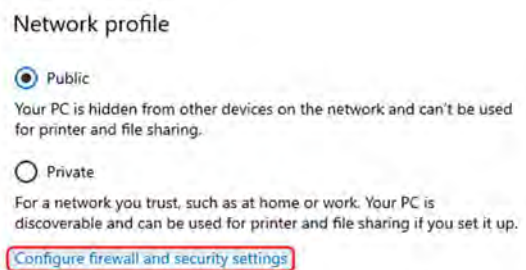 Network profile
Public
Your PC is hidden from other devices on the network and can't be used
for printer and file sharing.
Private
For a network you trust, such as at home or work. Your PC is
discoverable and can be used for printer and file sharing if you set it up.
Configure firewall and security settings